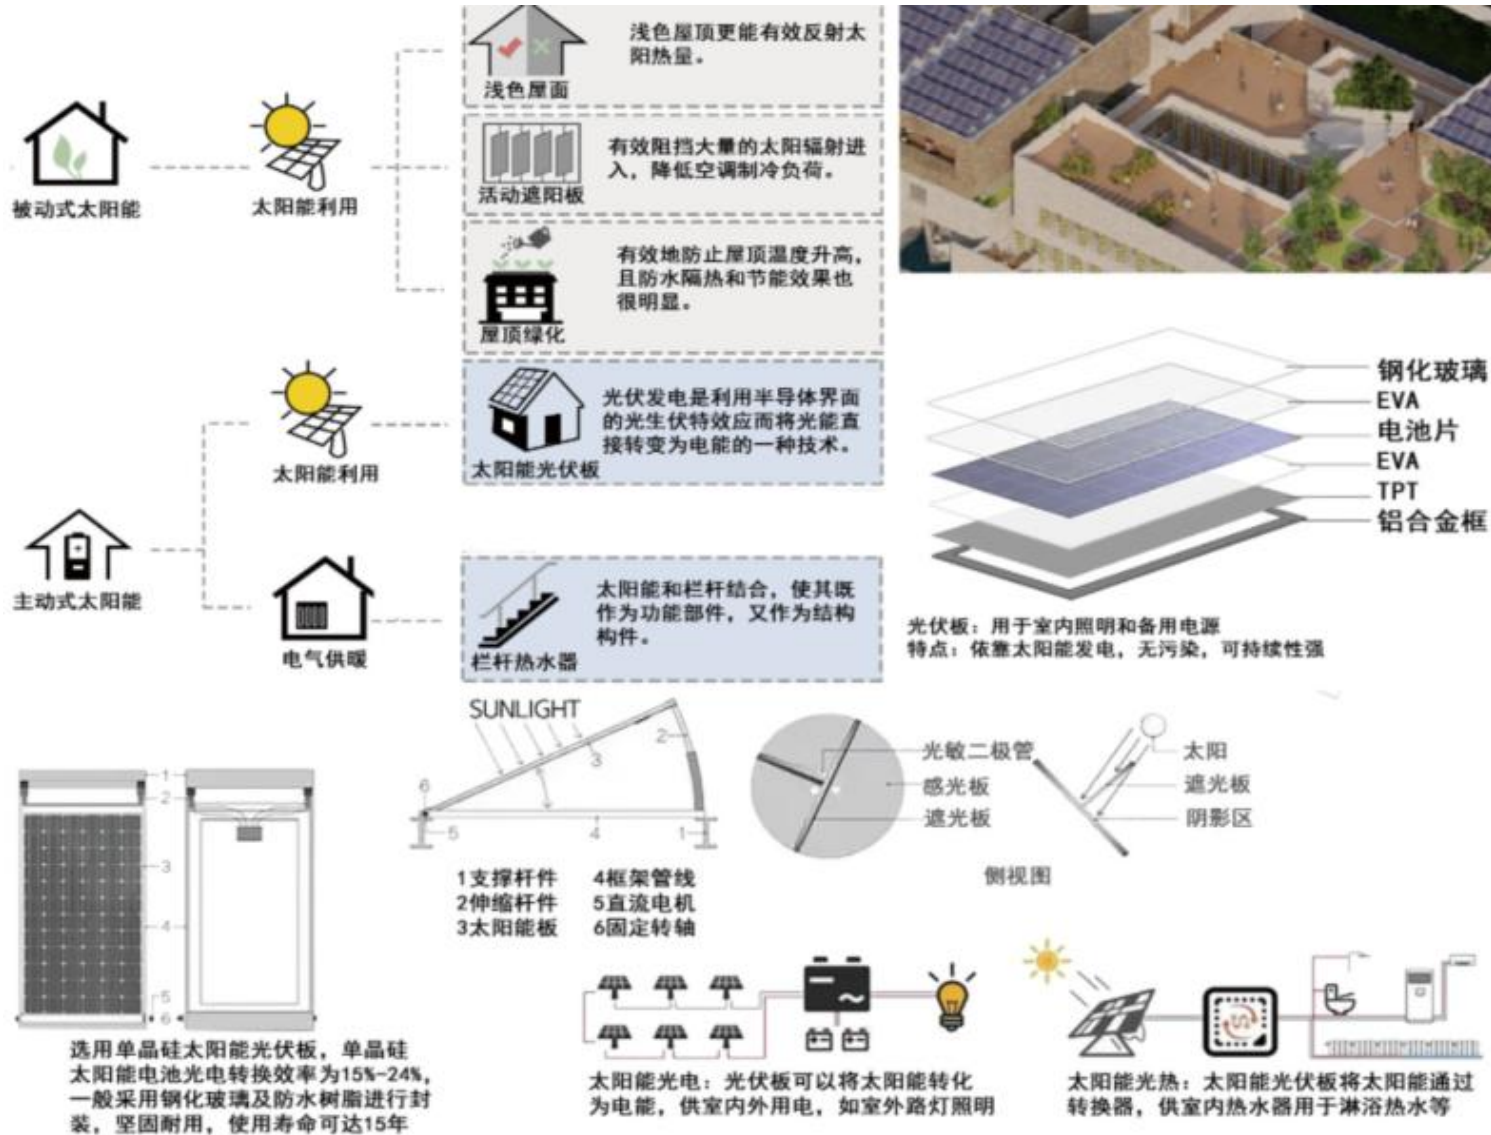 浅色屋顶更能有效反射太
阳热量。
浅色屋面
有效阻挡大量的太阳辐射进
入，降低空调制冷负荷。
活动遮阳板
被动式太阳能
太阳能利用
有效地防止屋顶温度升高，
且防水隔热和节能效果也
很明显。
屋顶绿化
光伏发电是利用半导体界面
的光生伏特效应而将光能直
接转变为电能的一种技术。
太阳能光伏板
太阳能利用
主动式太阳能
电气供暖
太阳能和栏杆结合，使其既
作为功能部件，又作为结构
构件。
栏杆热水器
钢化玻璃
EVA
电池片
EVA
TPT
铝合金框
光伏板：用于室内照明和备用电源
特点：依靠太阳能发电，无污染，可持续性强
1
2
3
4
5
6
选用单晶硅太阳能光伏板，单晶硅
太阳能电池光电转换效率为15%-24%，
一般采用钢化玻璃及防水树脂进行封
装，坚固耐用，使用寿命可达15年
SUNLIGHT
2
3
6
5
4
1
1支撑杆件 4框架管线
2伸缩杆件 5直流电机
3太阳能板 6固定转轴
光敏二极管
感光板
遮光板
太阳
遮光板
阴影区
侧视图
太阳能光电：光伏板可以将太阳能转化
为电能，供室内外用电，如室外路灯照明
太阳能光热：太阳能光伏板将太阳能通过
转换器，供室内热水器用于淋浴热水等